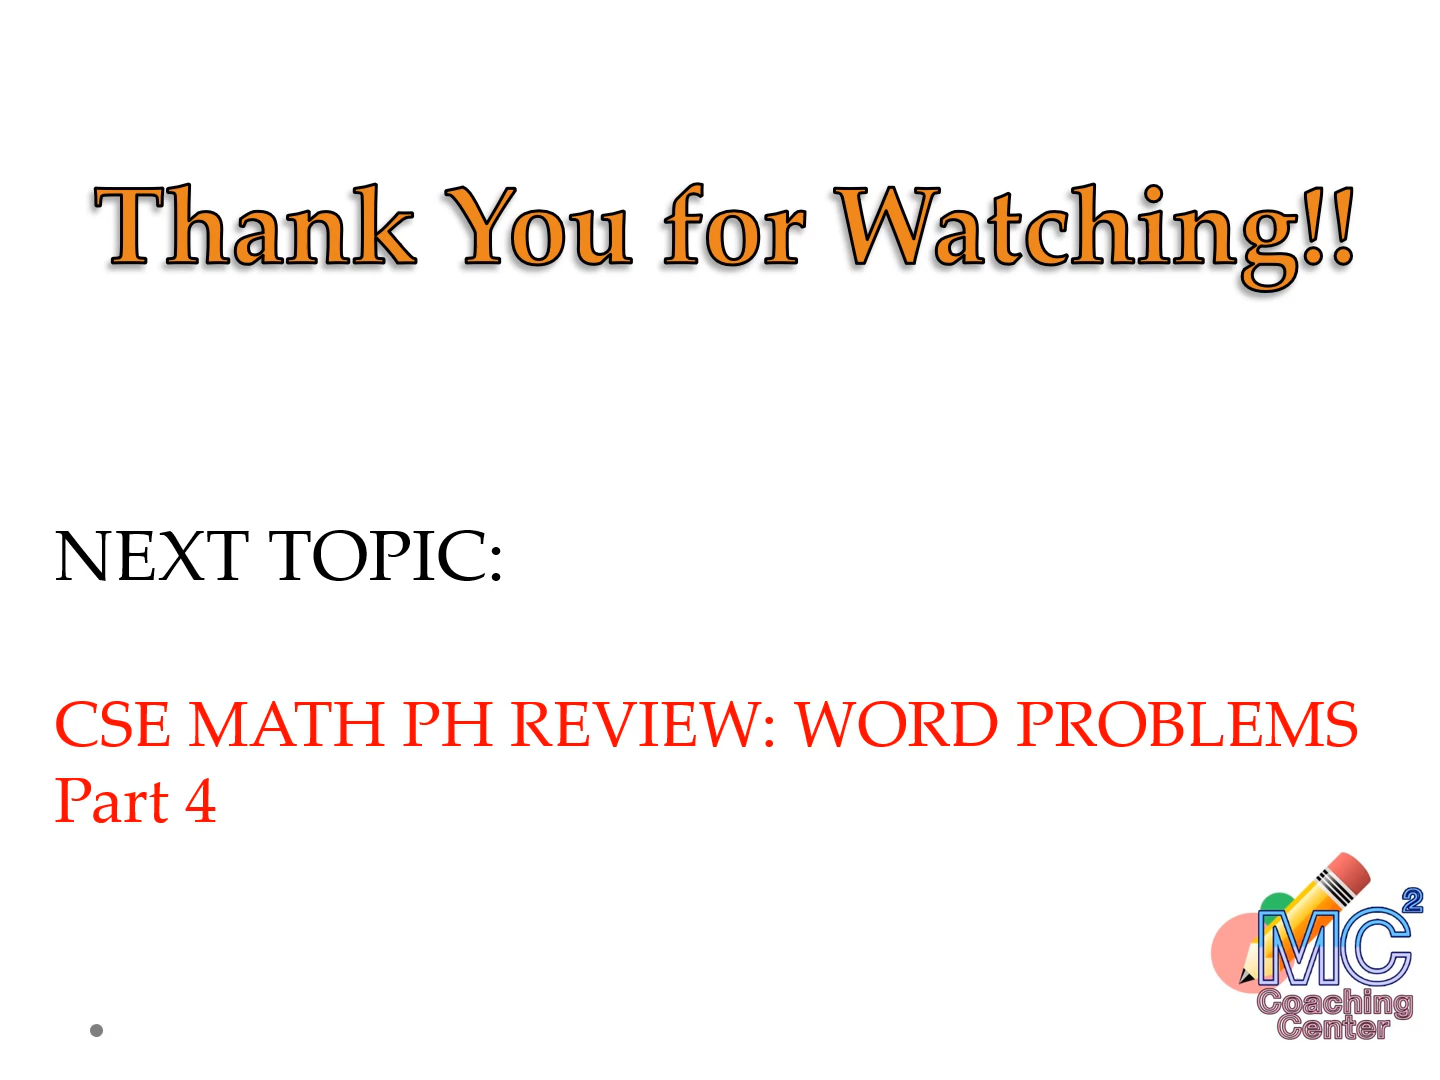 Thank You for Watching!!
NEXT TOPIC:
CSE MATH PH REVIEW: WORD PROBLEMS
Part 4
MC²
Coaching
Center